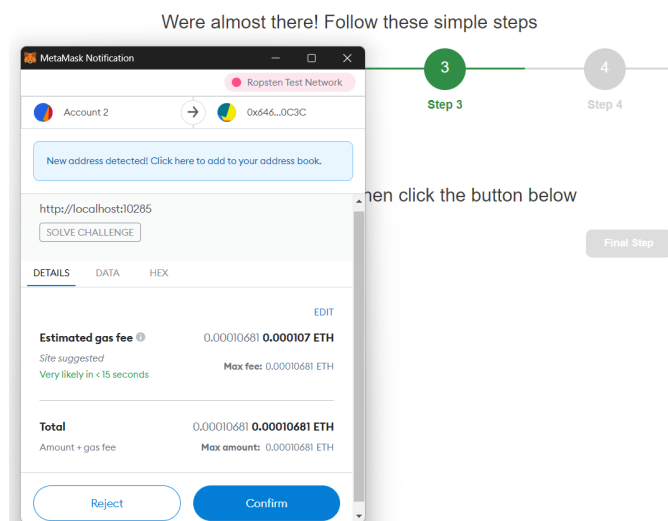 Were almost there! Follow these simple steps
MetaMask Notification
Ropsten Test Network
Account 2
0x646...0C3C
New address detected! Click here to add to your address book.
http://localhost:10285
SOLVE CHALLENGE
DETAILS DATA HEX
EDIT
Estimated gas fee 0.00010681 0.000107 ETH
Site suggested Max fee: 0.00010681 ETH
Very likely in < 15 seconds
Total 0.00010681 0.00010681 ETH
Amount + gas fee Max amount: 0.00010681 ETH
Reject Confirm
3 4
Step 3 Step 4
hen click the button below
Final Step